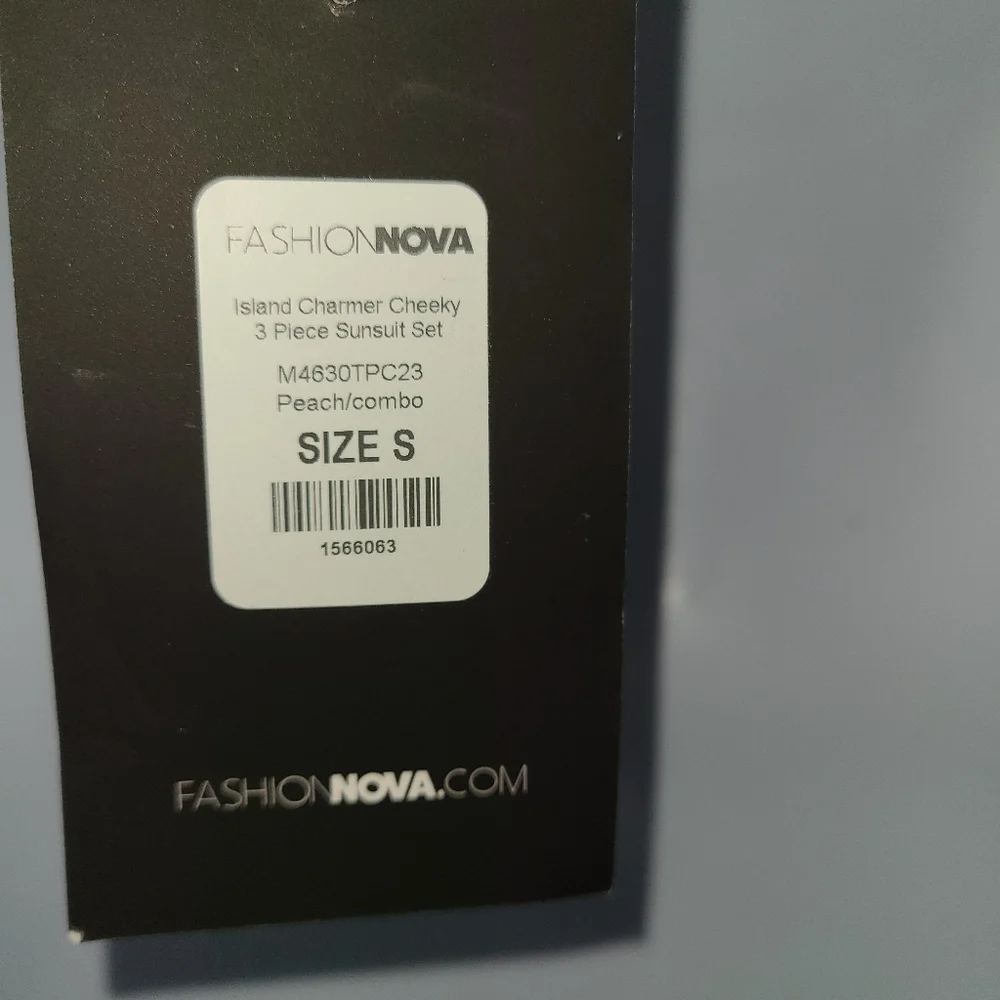 FASHIONNOVA
Island Charmer Cheeky
3 Piece Sunsuit Set
M4630TPC23
Peach/combo
SIZE S
1566063
FASHIONNOVA.COM